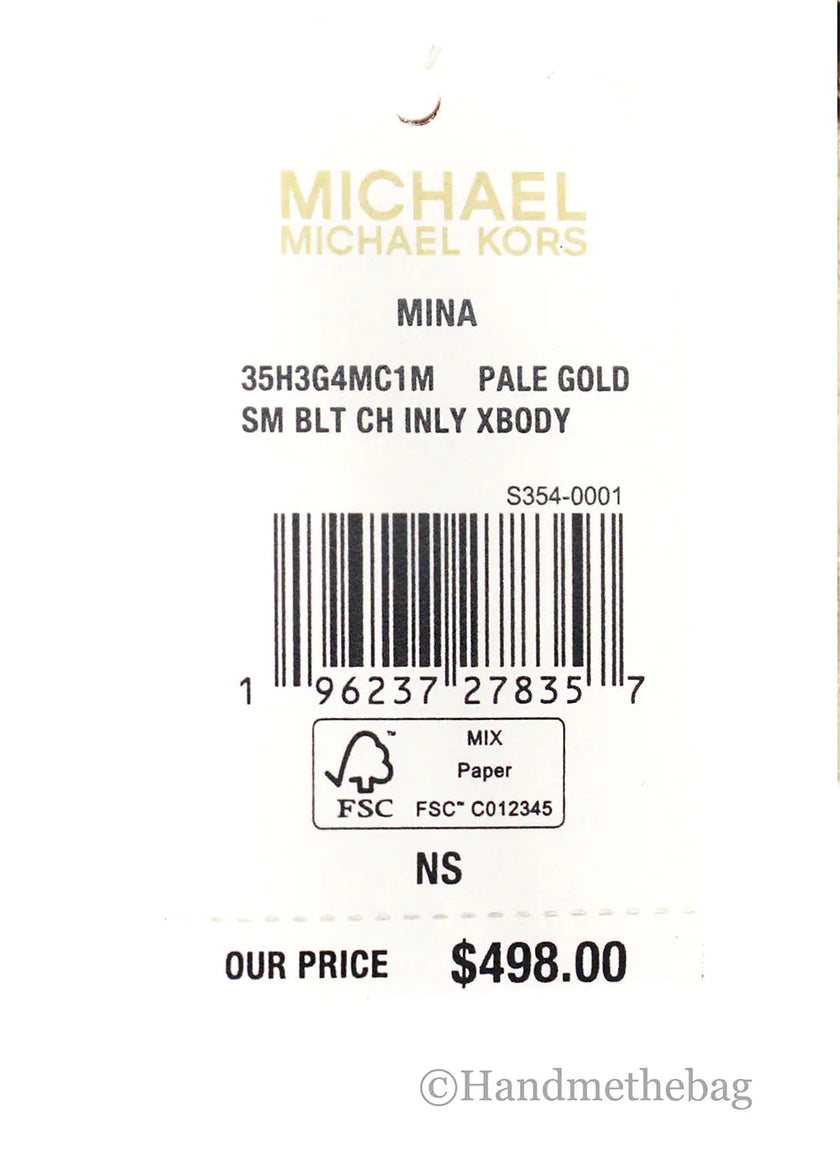 MICHAEL
MICHAEL KORS
MINA
35H3G4MC1M PALE GOLD
SM BLT CH INLY XBODY
S354-0001
1 96237 27835 7
MIX
Paper
FSC™ C012345
FSC
NS
OUR PRICE $498.00
©Handmethebag